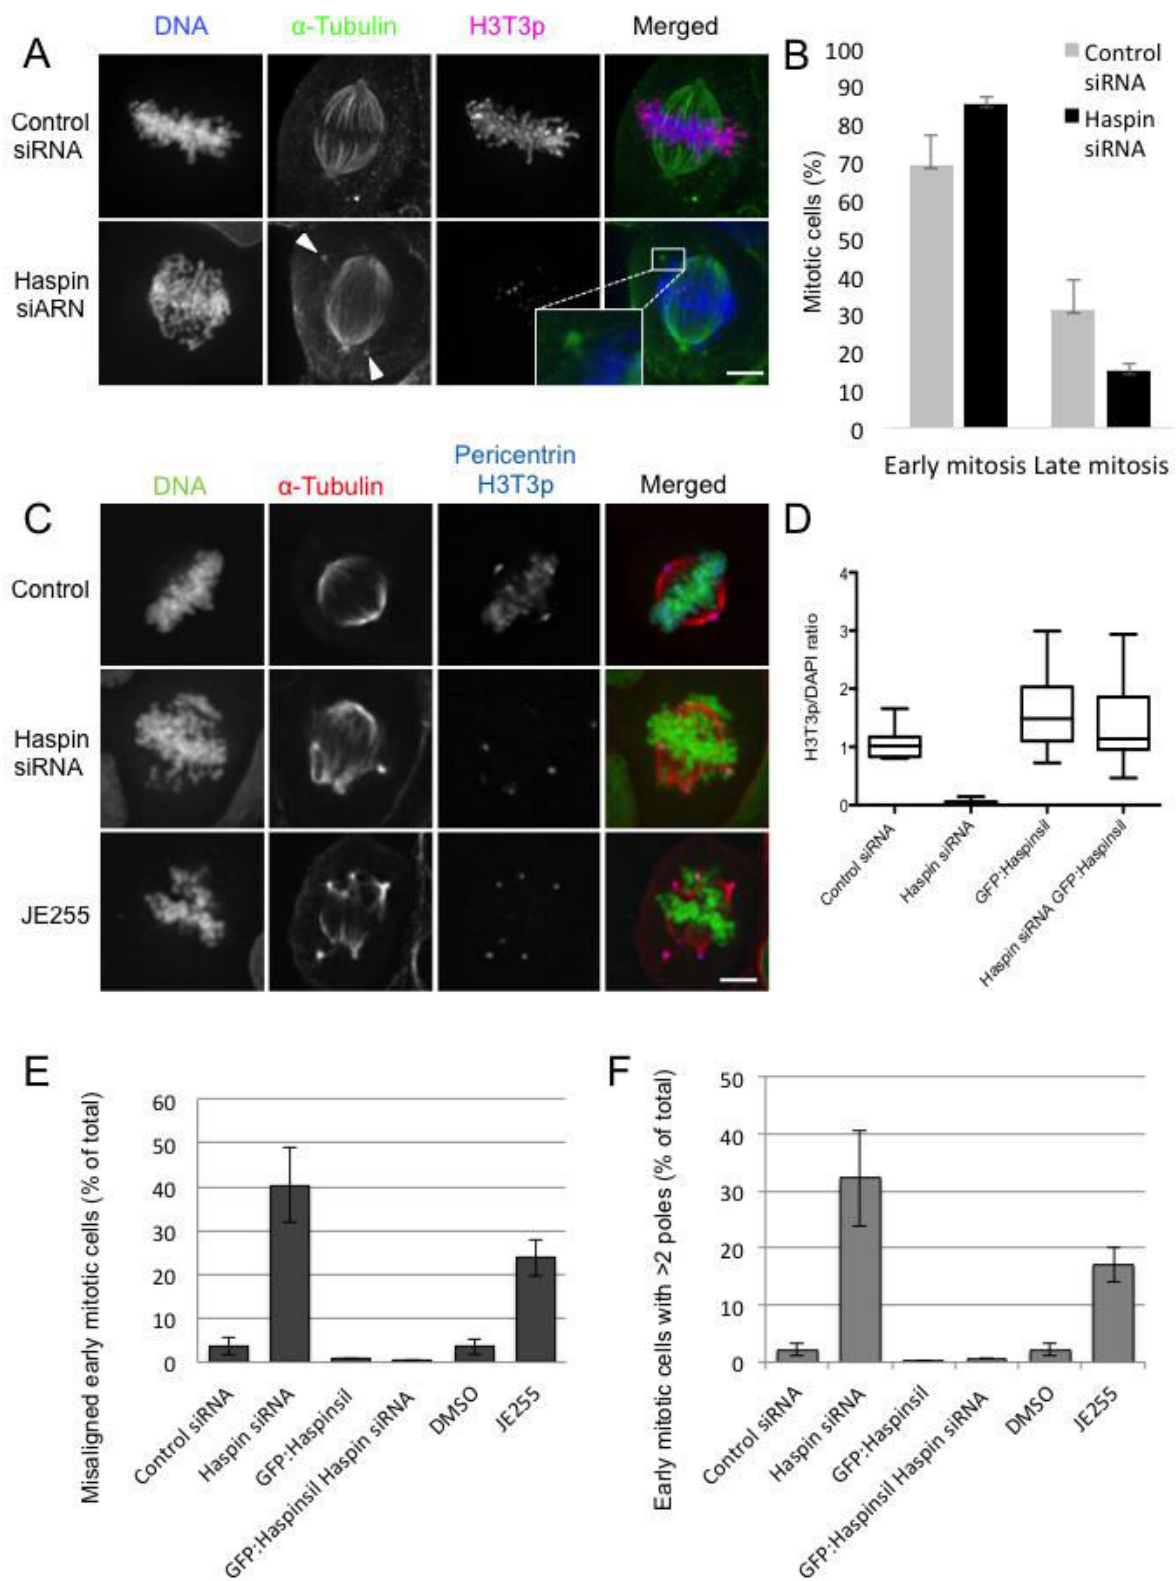 DNA α-Tubulin H3T3p Merged
A
Control
siRNA
Haspin
siARN
B
Mitotic cells (%)
100
90
80
70
60
50
40
30
20
10
0
Control
siRNA
Haspin
siRNA
Early mitosis Late mitosis
C
DNA α-Tubulin Pericentrin
H3T3p Merged
Control
Haspin
siRNA
JE255
D
H3T3p/DAPI ratio
4
3
2
1
0
Control siRNA
Haspin siRNA
GFP:Haspinsil
Haspin siRNA GFP:Haspinsil
E
Misaligned early mitotic cells (% of total)
60
50
40
30
20
10
0
Control siRNA
Haspin siRNA
GFP:Haspinsil
GFP:Haspinsil Haspin siRNA
DMSO
JE255
F
Early mitotic cells with >2 poles (% of total)
50
40
30
20
10
0
Control siRNA
Haspin siRNA
GFP:Haspinsil
GFP:Haspinsil Haspin siRNA
DMSO
JE255